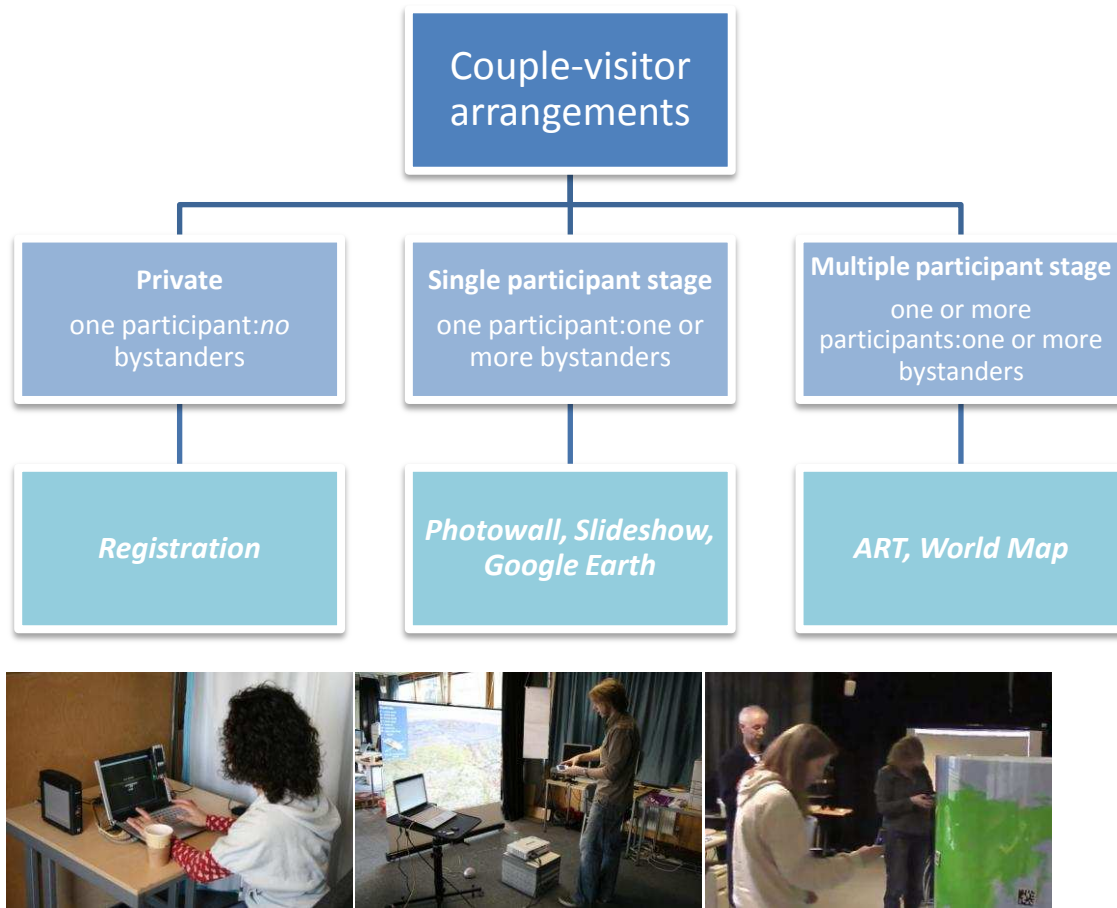 Couple-visitor
arrangements
Private
one participant:no
bystanders
Single participant stage
one participant:one or
more bystanders
Multiple participant stage
one or more
participants:one or more
bystanders
Registration
Photowall, Slideshow,
Google Earth
ART, World Map